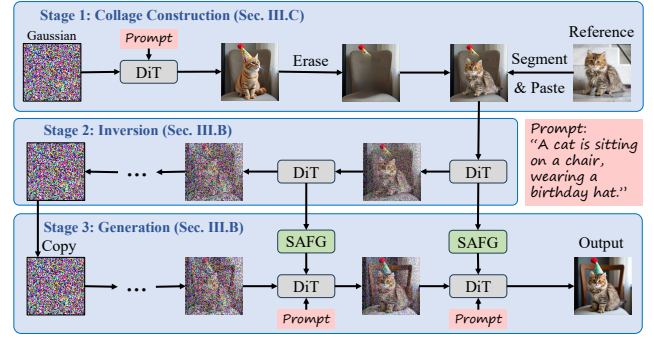 Stage 1: Collage Construction (Sec. III.C)
Gaussian
Prompt
DiT
Erase
Segment
& Paste
Reference
Stage 2: Inversion (Sec. III.B)
...
DiT
DiT
Prompt:
“A cat is sitting
on a chair,
wearing a
birthday hat.”
Stage 3: Generation (Sec. III.B)
Copy
SAFG
SAFG
Output
...
DiT
DiT
Prompt
Prompt